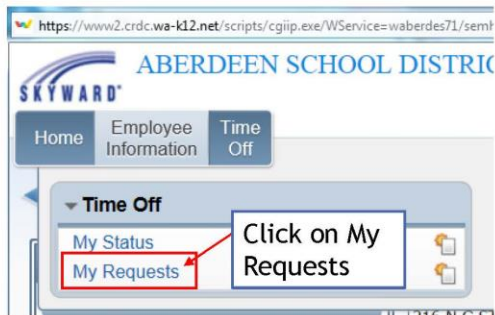 https://www2.crdc.wa-k12.net/scripts/cgiip.exe/WService=waberdes71/semh
ABERDEEN SCHOOL DISTRIC
SKYWARD
Home
Employee
Information
Time
Off
Time Off
My Status
My Requests
Click on My
Requests